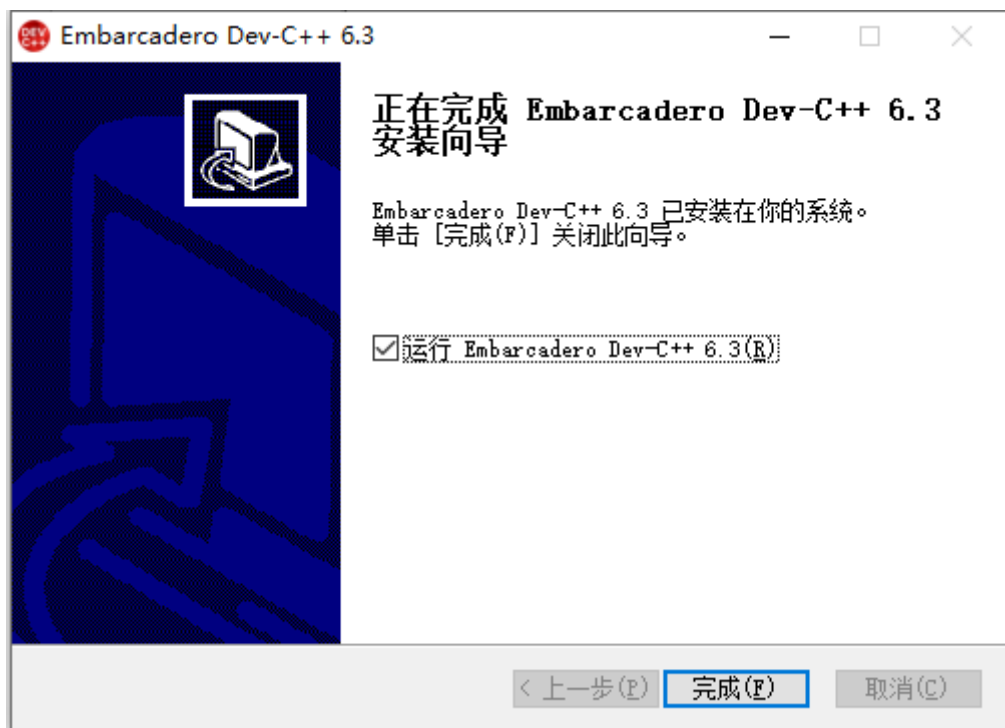 DEV C++ Embarcadero Dev-C++ 6.3
正在完成 Embarcadero Dev-C++ 6.3
安装向导
Embarcadero Dev-C++ 6.3 已安装在你的系统。
单击 [完成(F)] 关闭此向导。
运行 Embarcadero Dev-C++ 6.3(R)
< 上一步(P) 完成(F) 取消(C)